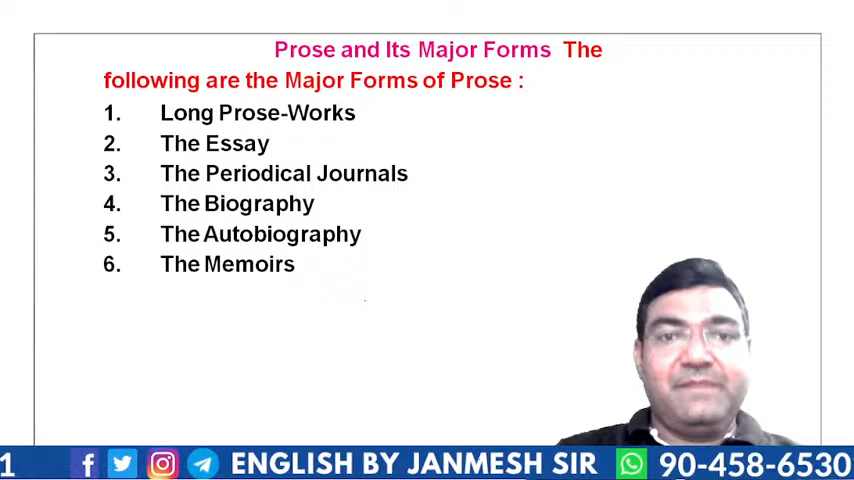 Prose and Its Major Forms The
following are the Major Forms of Prose :
1. Long Prose-Works
2. The Essay
3. The Periodical Journals
4. The Biography
5. The Autobiography
6. The Memoirs
1 ENGLISH BY JANMESH SIR 90-458-6530